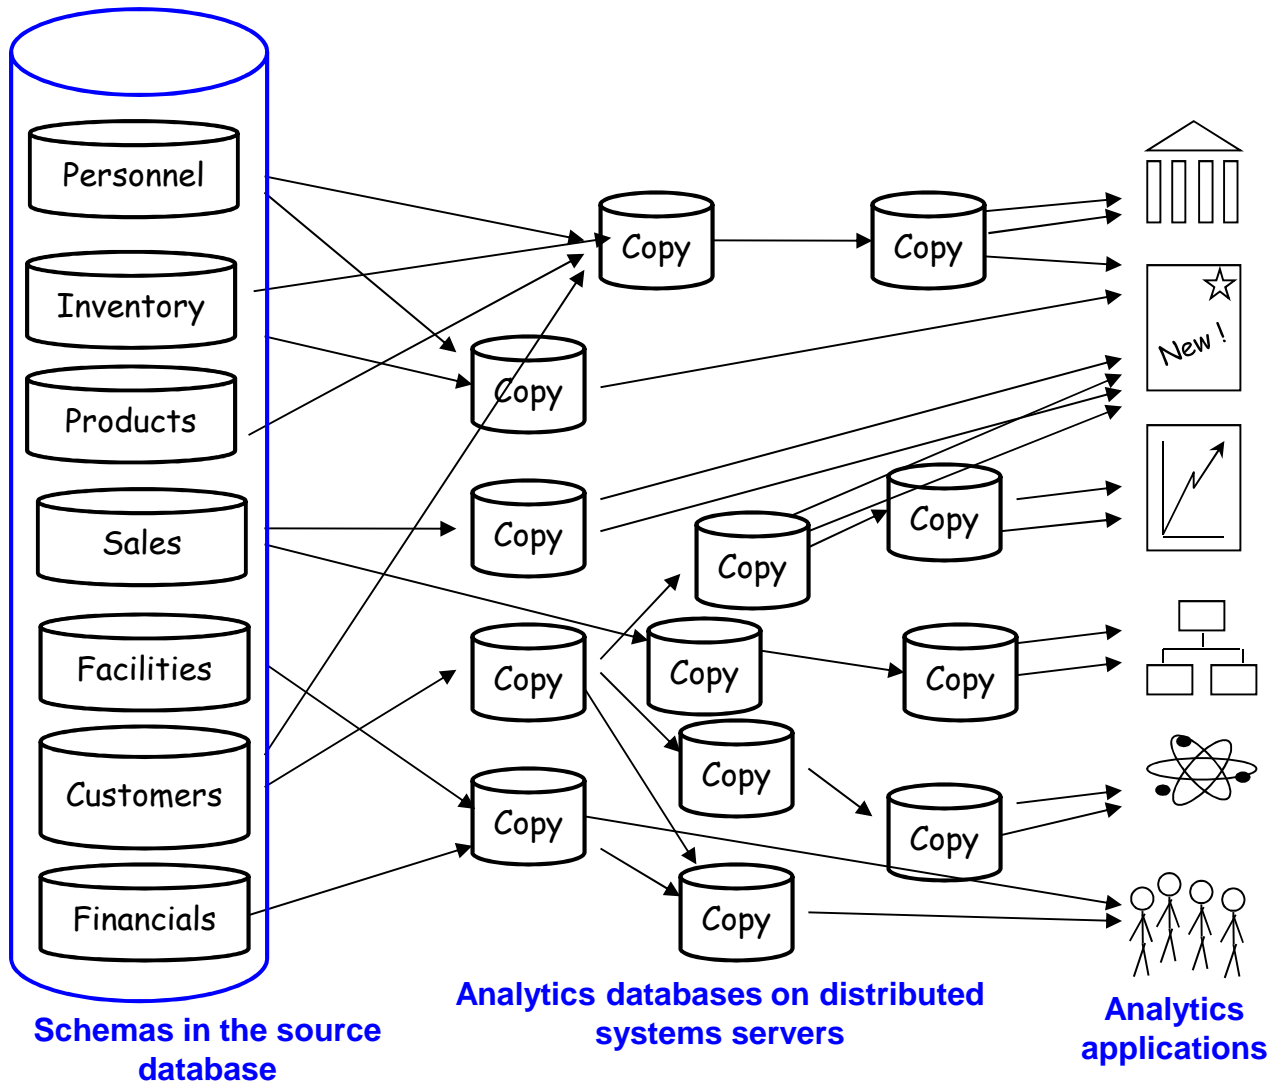 Personnel
Inventory
Products
Sales
Facilities
Customers
Financials
Copy
Copy
Copy
Copy
Copy
Copy
Copy
Copy
Copy
Copy
Copy
Copy
Copy
New !
Schemas in the source
database
Analytics databases on distributed
systems servers
Analytics
applications